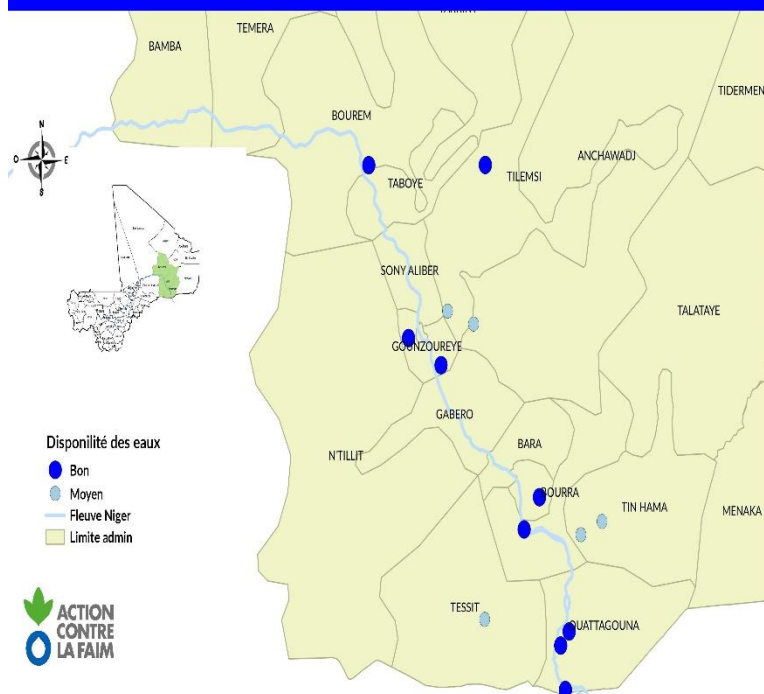 TEMERA
BAMBA
TIDERMEN
BOUREM
ANCHAWADJ
N
O
E
S
TILEMSI
TABOYE
SONY ALIBER
TALATAYE
GOUNZOUREYE
GABERO
Disponilité des eaux
BARA
N'TILLIT
Bon
Moyen
BOURRA
TIN HAMA
MENAKA
Fleuve Niger
Limite admin
TESSIT
OUATTAGOUNA
ACTION
CONTRE
LA FAIM